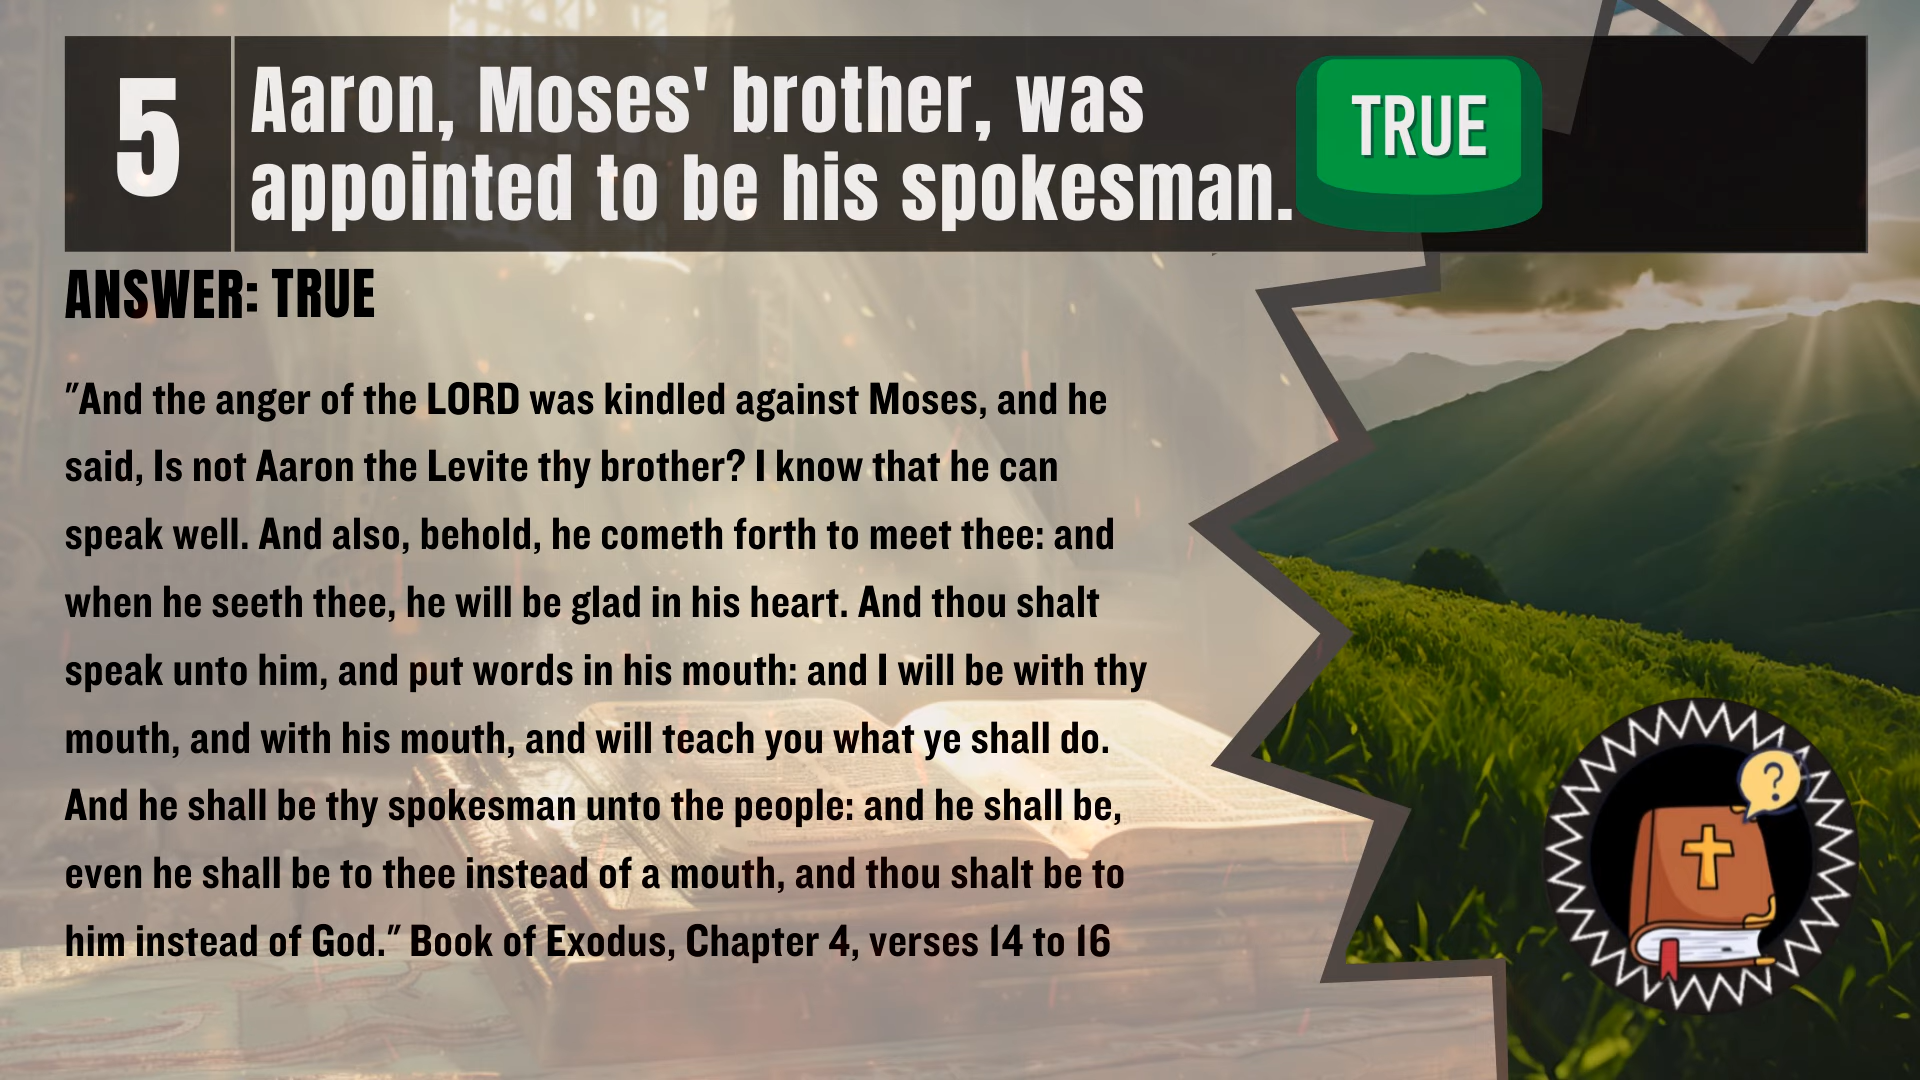 5
Aaron, Moses' brother, was
appointed to be his spokesman.
TRUE
ANSWER: TRUE
"And the anger of the LORD was kindled against Moses, and he
said, Is not Aaron the Levite thy brother? I know that he can
speak well. And also, behold, he cometh forth to meet thee: and
when he seeth thee, he will be glad in his heart. And thou shalt
speak unto him, and put words in his mouth: and I will be with thy
mouth, and with his mouth, and will teach you what ye shall do.
And he shall be thy spokesman unto the people: and he shall be,
even he shall be to thee instead of a mouth, and thou shalt be to
him instead of God." Book of Exodus, Chapter 4, verses 14 to 16
?